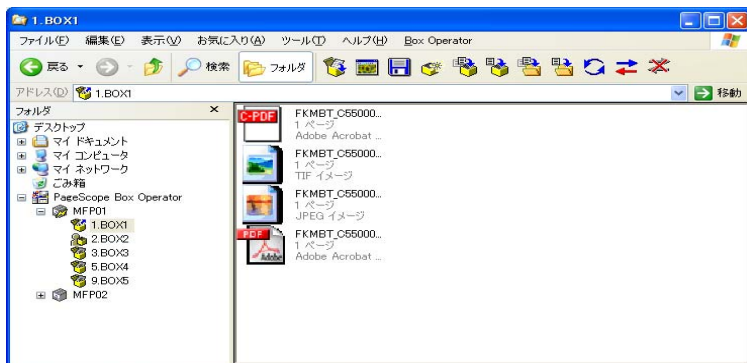 1.BOX1
ファイル(F) 編集(E) 表示(V) お気に入り(A) ツール(T) ヘルプ(H) Box Operator
戻る 検索 フォルダ
アドレス(D) 1.BOX1 移動
フォルダ ×
デスクトップ
マイ ドキュメント
マイ コンピュータ
マイ ネットワーク
ごみ箱
PageScope Box Operator
MFP01
1.BOX1
2.BOX2
3.BOX3
5.BOX4
9.BOX5
MFP02
C-PDF
FKMBT_C55000...
1 ページ
Adobe Acrobat ...
FKMBT_C55000...
1 ページ
TIF イメージ
FKMBT_C55000...
1 ページ
JPEG イメージ
PDF
Adobe
FKMBT_C55000...
1 ページ
Adobe Acrobat ...